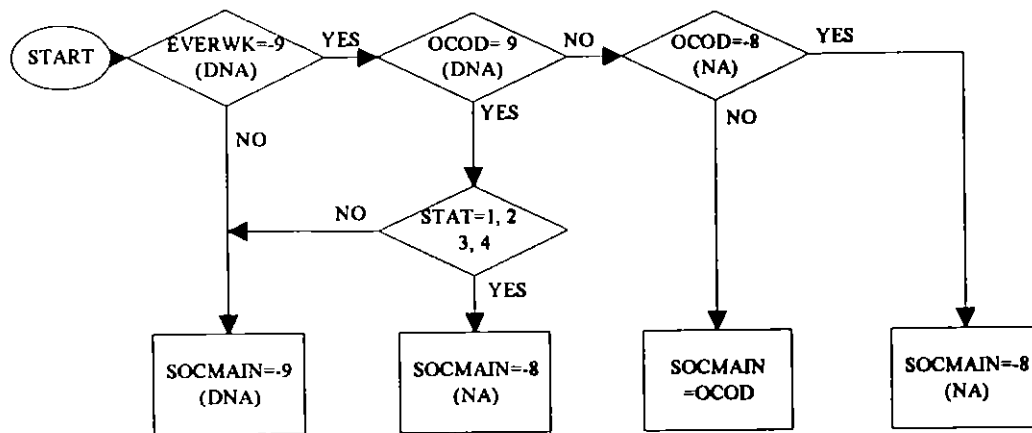 START
EVERWK=-9
(DNA)
YES
OCOD= 9
(DNA)
NO
OCOD=-8
(NA)
YES
NO
YES
NO
NO
STAT=1, 2
3, 4
YES
SOCMAIN=-9
(DNA)
SOCMAIN=-8
(NA)
SOCMAIN
=OCOD
SOCMAIN=-8
(NA)